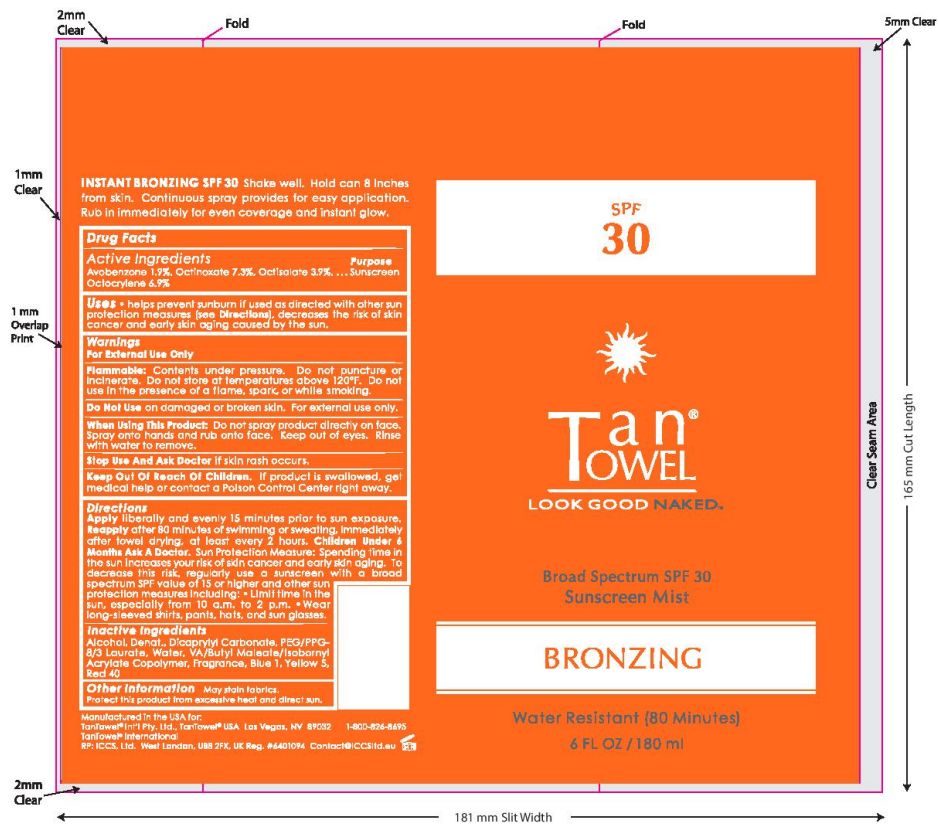 2mm
Clear
Fold
Fold
5mm Clear
1mm
Clear
INSTANT BRONZING SPF 30 Shake well. Hold can 8 inches
from skin. Continuous spray provides for easy application.
Rub in immediately for even coverage and instant glow.
Drug Facts
Active Ingredients Purpose
Avobenzone 1.9%, Octinoxate 7.3%, Octisalate 3.9%, ....Sunscreen
Octocrylene 6.9%
Uses • helps prevent sunburn if used as directed with other sun
protection measures (see Directions), decreases the risk of skin
cancer and early skin aging caused by the sun.
1 mm
Overlap
Print
Warnings
For External Use Only
Flammable: Contents under pressure. Do not puncture or
incinerate. Do not store at temperatures above 120°F. Do not
use in the presence of a flame, spark, or while smoking.
Do Not Use on damaged or broken skin. For external use only.
When Using This Product: Do not spray product directly on face.
Spray onto hands and rub onto face. Keep out of eyes. Rinse
with water to remove.
Stop Use And Ask Doctor if skin rash occurs.
Keep Out Of Reach Of Children. If product is swallowed, get
medical help or contact a Poison Control Center right away.
Directions
Apply liberally and evenly 15 minutes prior to sun exposure.
Reapply after 80 minutes of swimming or sweating, immediately
after towel drying, at least every 2 hours. Children Under 6
Months Ask A Doctor. Sun Protection Measure: Spending time in
the sun increases your risk of skin cancer and early skin aging. To
decrease this risk, regularly use a sunscreen with a broad
spectrum SPF value of 15 or higher and other sun
protection measures including: • Limit time in the
sun, especially from 10 a.m. to 2 p.m. • Wear
long-sleeved shirts, pants, hats, and sun glasses.
Inactive Ingredients
Alcohol, Denat., Dicaprylyl Carbonate, PEG/PPG-
8/3 Laurate, Water, VA/Butyl Maleate/Isobornyl
Acrylate Copolymer, Fragrance, Blue 1, Yellow 5,
Red 40
Other Information May stain fabrics.
Protect this product from excessive heat and direct sun.
Manufactured in the USA for:
TanTowel® Int'l Pty. Ltd., TanTowel® USA Las Vegas, NV 89032 1-800-826-8695
TanTowel® International
RP: ICCS, Ltd. West London, UB8 2FX, UK Reg. #6401094 Contact@ICCSltd.eu
SPF
30
Tan®
TOWEL
LOOK GOOD NAKED.
Broad Spectrum SPF 30
Sunscreen Mist
BRONZING
Water Resistant (80 Minutes)
6 FL OZ / 180 ml
Clear Seam Area
165 mm Cut Length
2mm
Clear
181 mm Slit Width